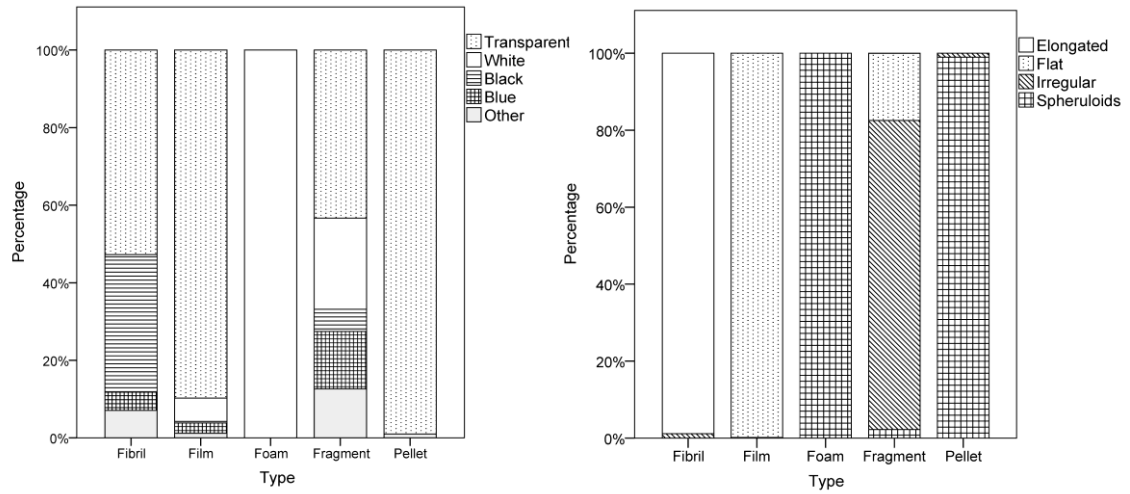 100%
80%
60%
40%
20%
0%
Percentage
Fibril Film Foam Fragment Pellet
Type
Transparent
White
Black
Blue
Other
100%
80%
60%
40%
20%
0%
Percentage
Fibril Film Foam Fragment Pellet
Type
Elongated
Flat
Irregular
Spheruloids